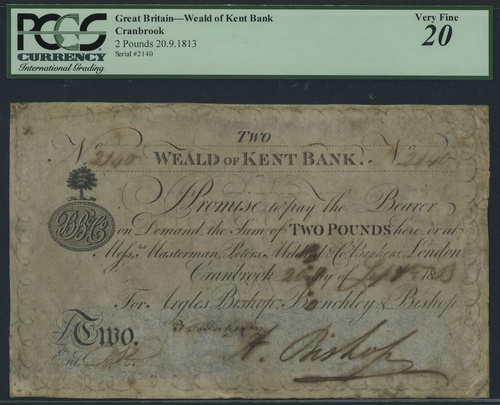 PCGS
CURRENCY
International Grading
Great Britain—Weald of Kent Bank
Cranbrook
2 Pounds 20.9.1813
Serial #2140
Very Fine
20
TWO
No 2140 WEALD OF KENT BANK. No 2140
I Promise to pay the Bearer
on Demand, the Sum of TWO POUNDS here, or at
Messrs Masterman, Peters, Mildred & Co. Bankers, London
Cranbrook 20 day of Septr 1813
For Argles Bishop, Bonchley & Bishop
£Two.
Entd
A. Bishop